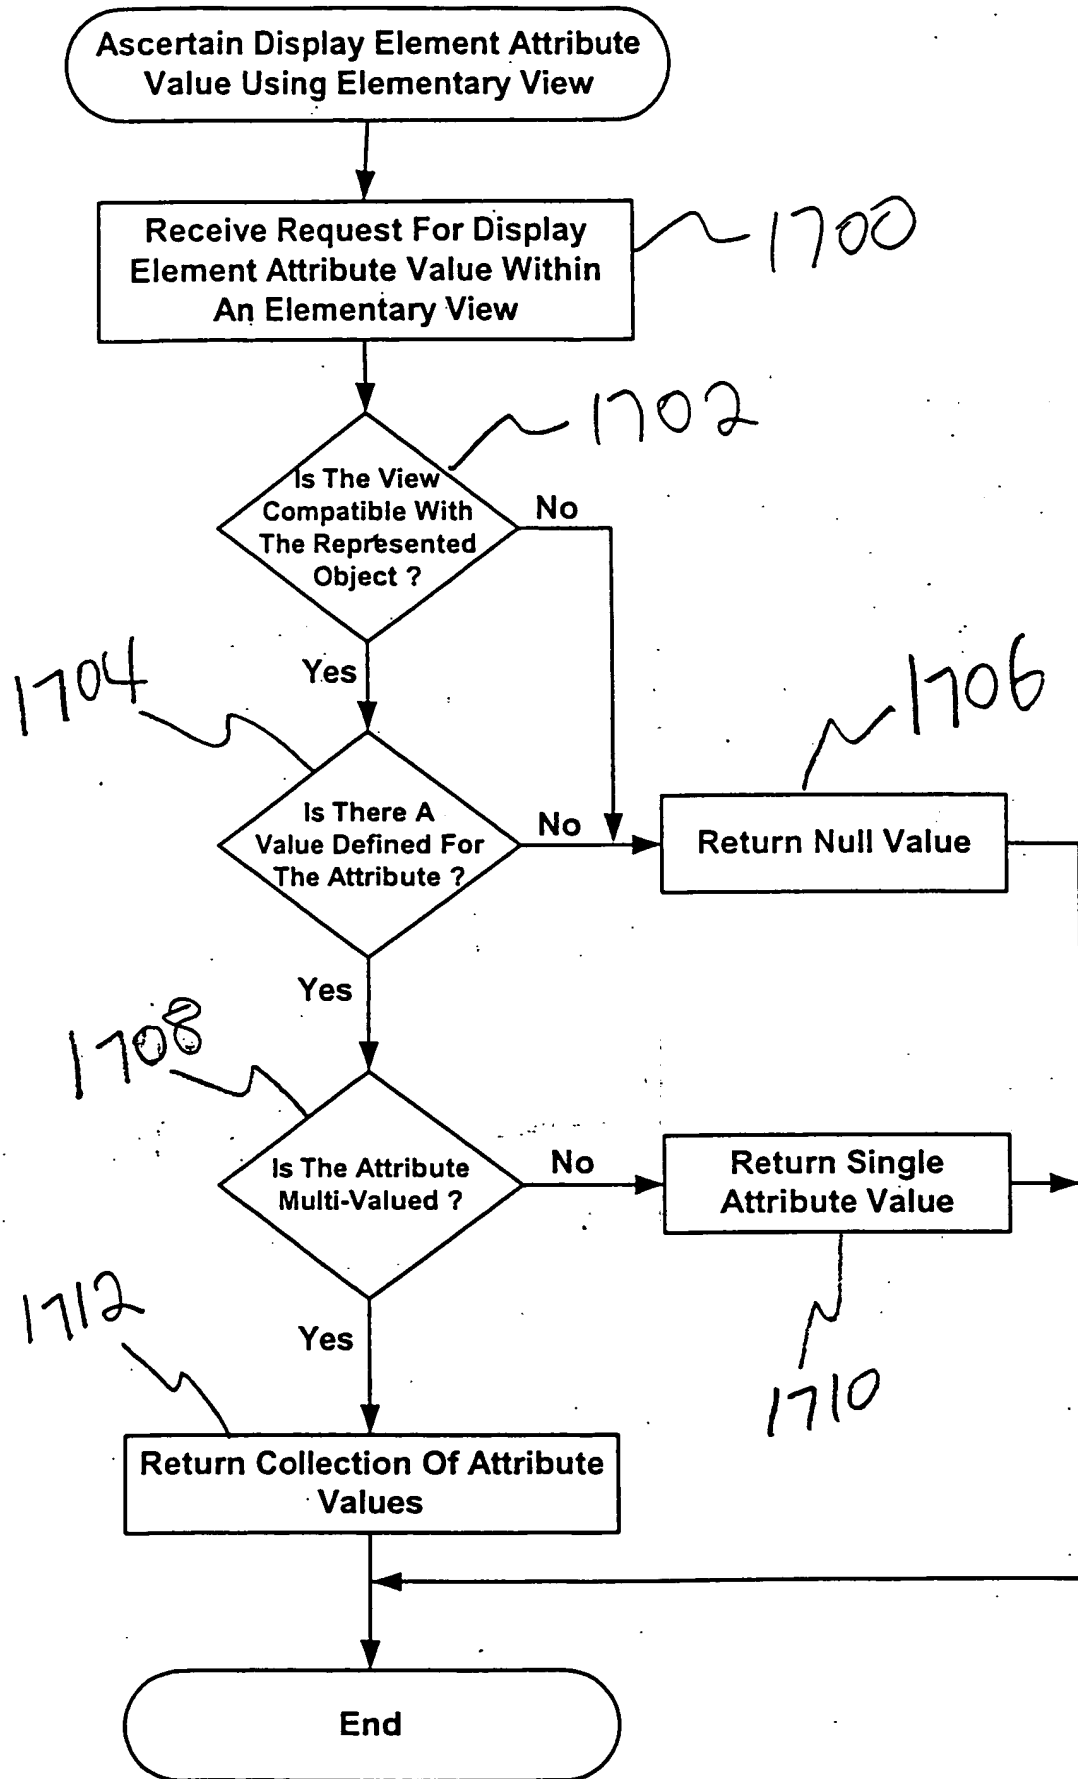 Ascertain Display Element Attribute
Value Using Elementary View
Receive Request For Display
Element Attribute Value Within
An Elementary View
1700
1702
Is The View
Compatible With
The Represented
Object ?
No
Yes
1704
1706
Is There A
Value Defined For
The Attribute ?
No
Return Null Value
Yes
1708
Is The Attribute
Multi-Valued ?
No
Return Single
Attribute Value
1712
Yes
1710
Return Collection Of Attribute
Values
End